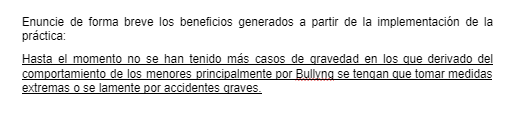 Enuncie de forma breve los beneficios generados a partir de la implementación de la
práctica:
Hasta el momento no se han tenido más casos de gravedad en los que derivado del
comportamiento de los menores principalmente por Bullyng se tengan que tomar medidas
extremas o se lamente por accidentes graves.